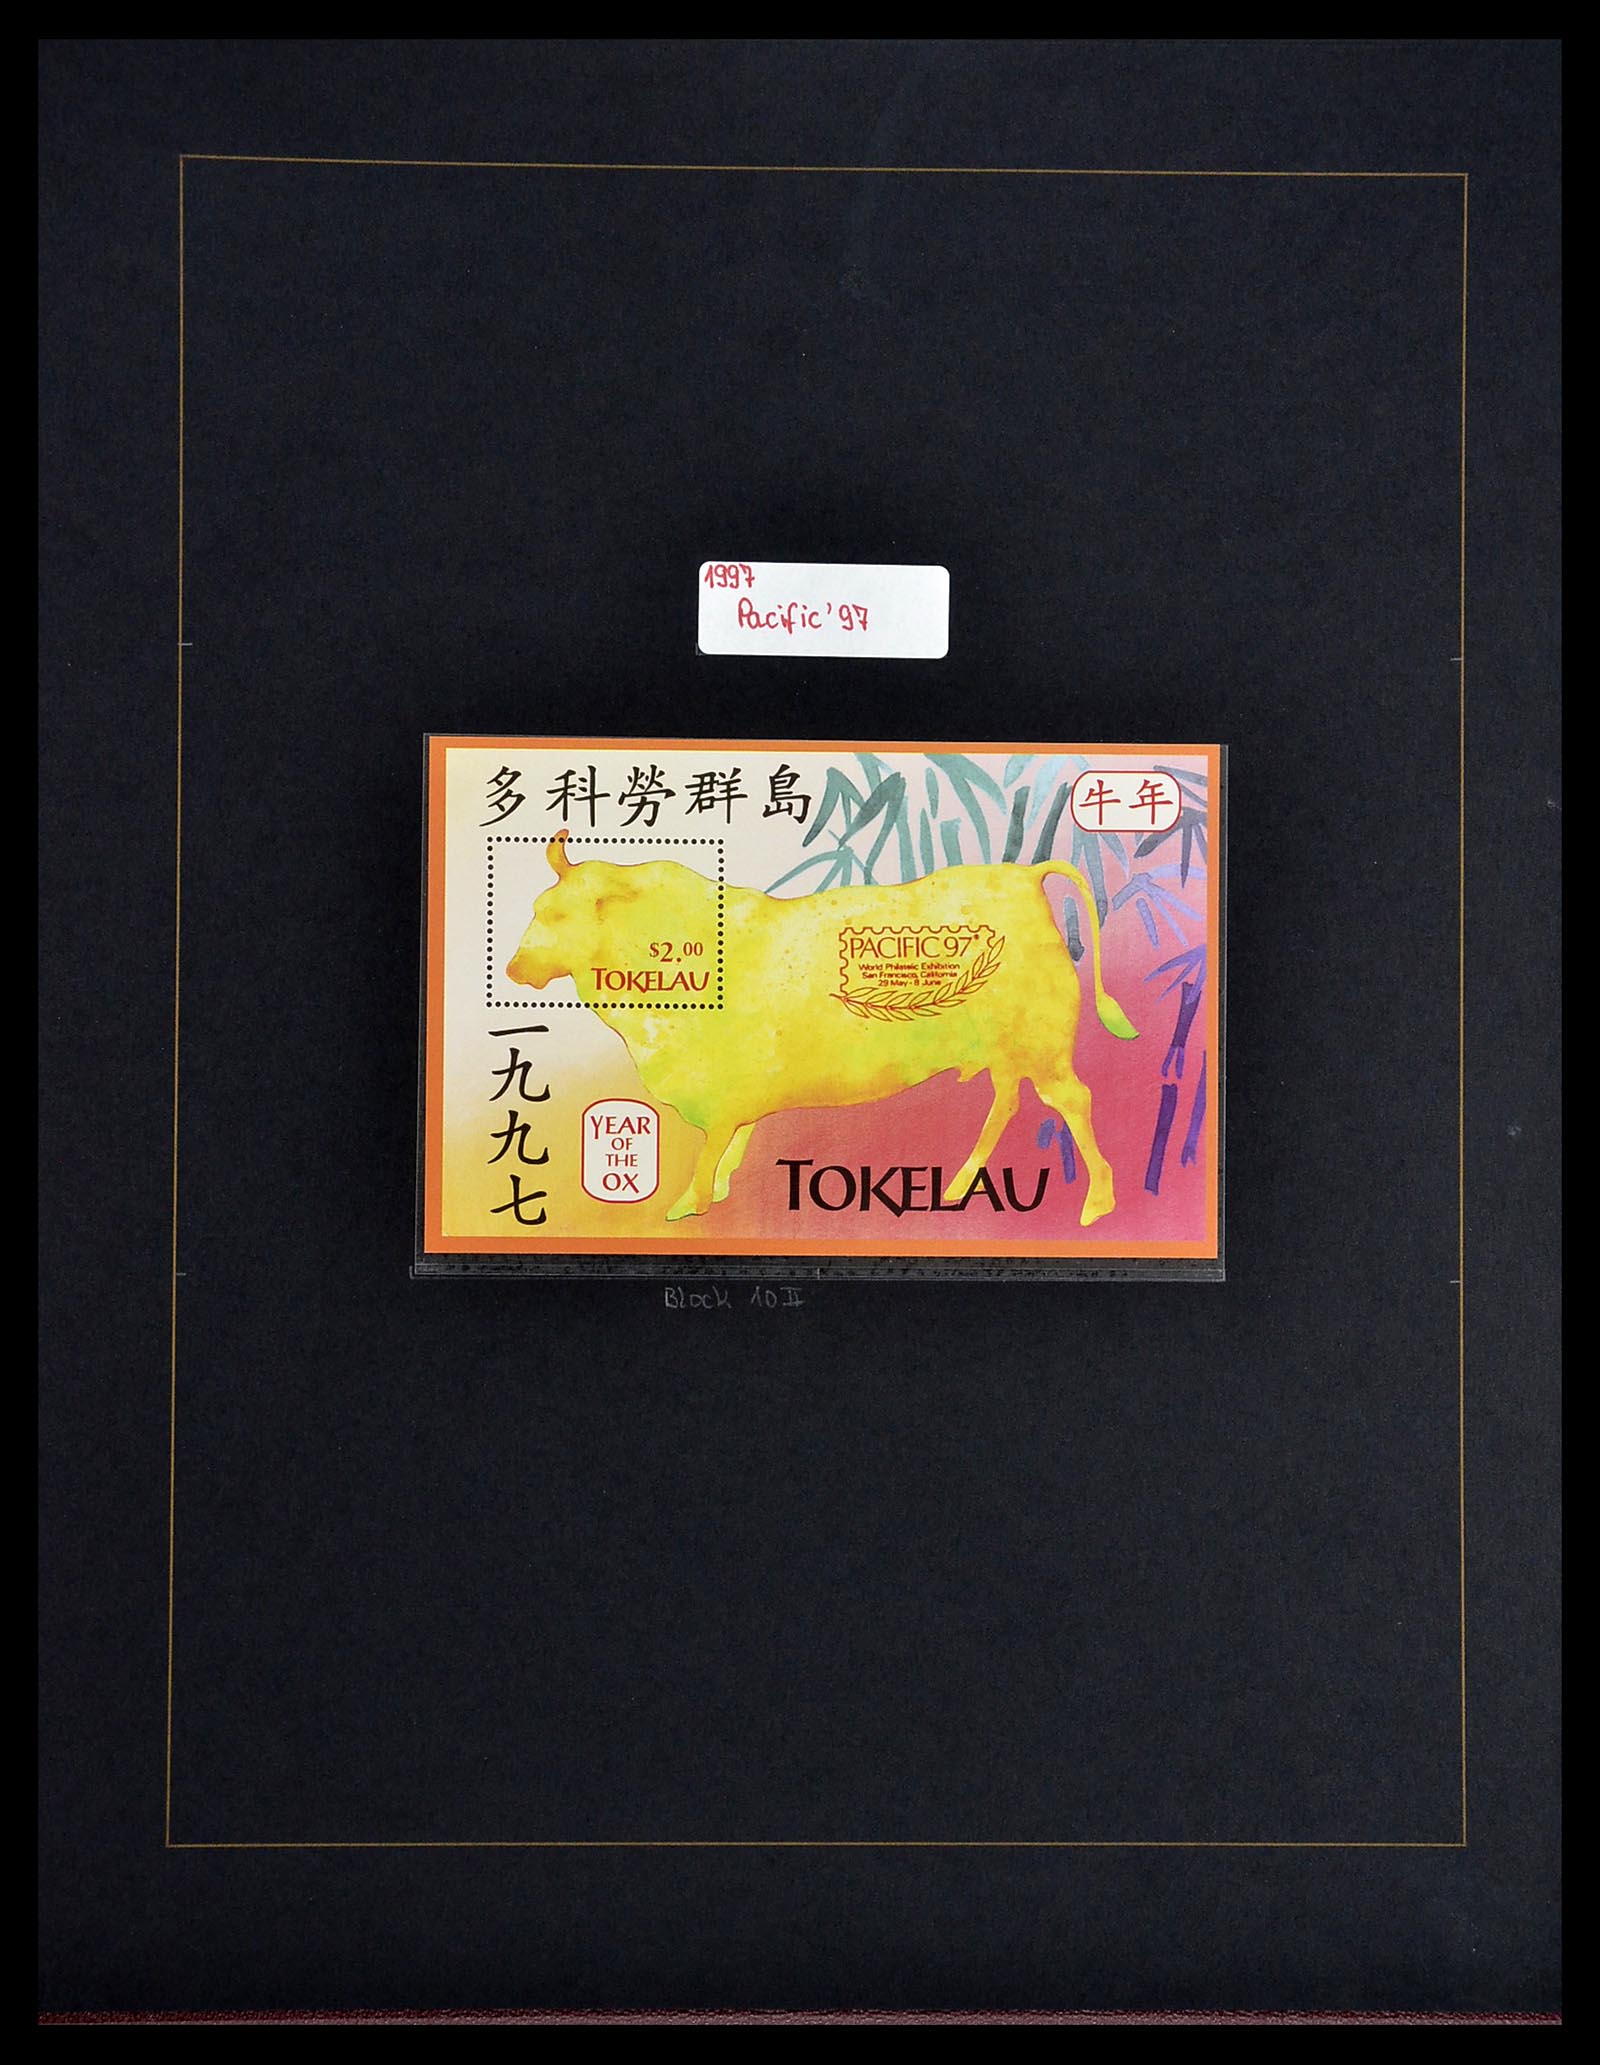 1997
Pacific '97
多科勞群島
牛年
$2.00
TOKELAU
PACIFIC 97
World Philatelic Exhibition
San Francisco, California
29 May - 8 June
一九九七
YEAR
OF
THE
OX
TOKELAU
Block 10 II